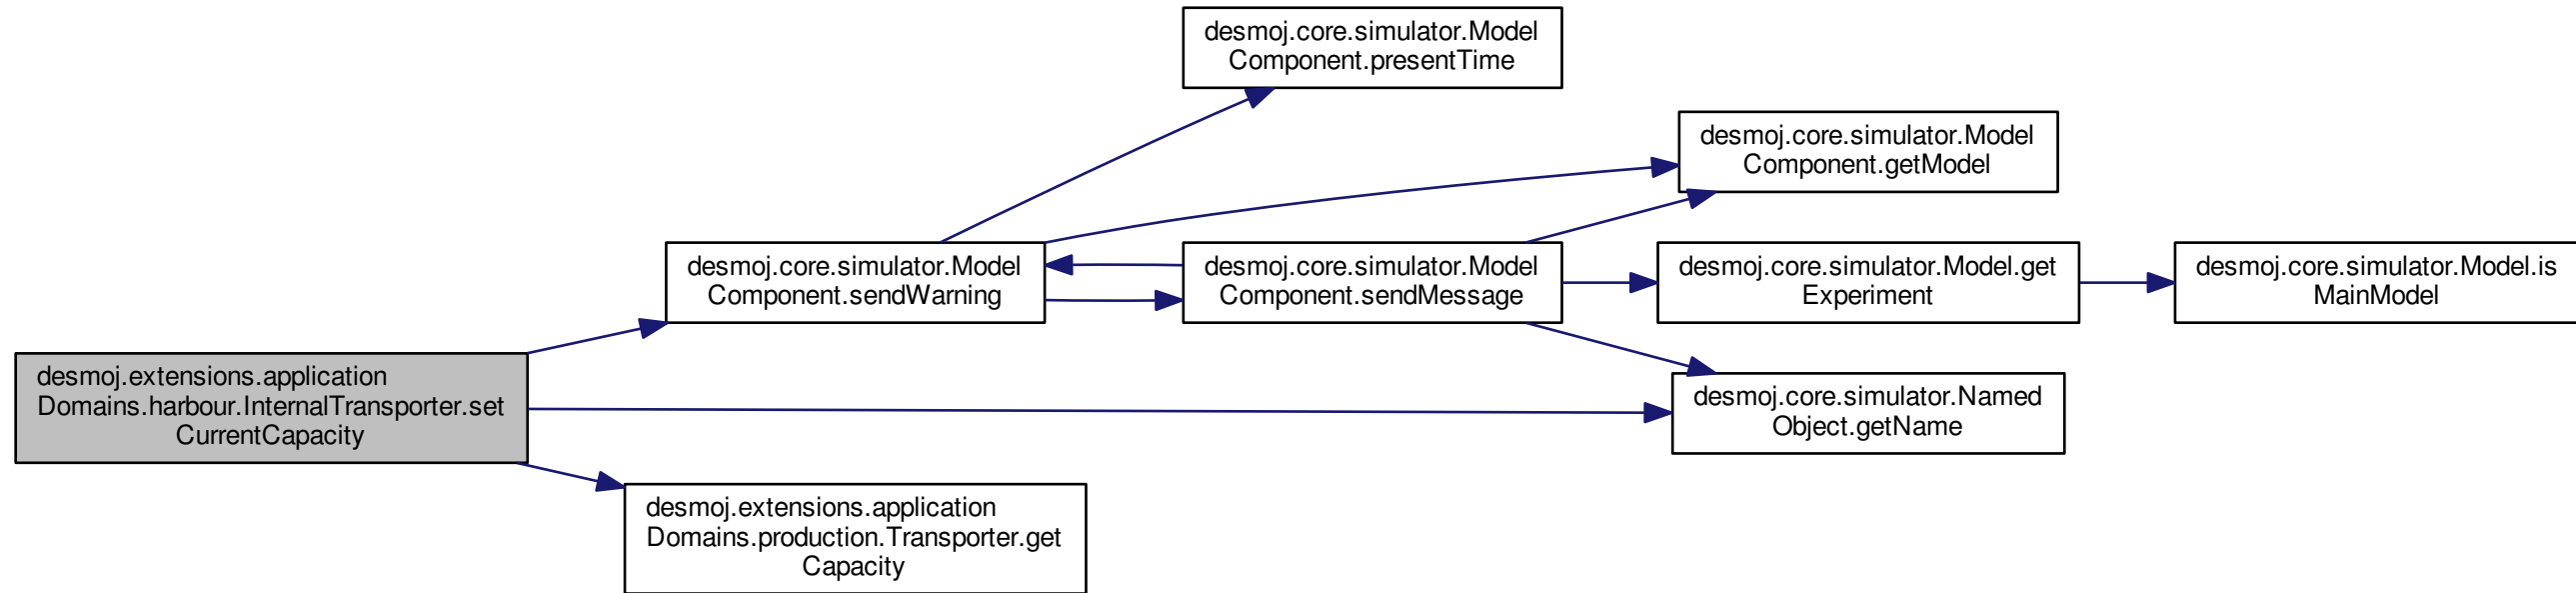 desmoj.core.simulator.Model
Component.presentTime
desmoj.core.simulator.Model
Component.getModel
desmoj.core.simulator.Model
Component.sendWarning
desmoj.core.simulator.Model
Component.sendMessage
desmoj.core.simulator.Model.get
Experiment
desmoj.core.simulator.Model.is
MainModel
desmoj.extensions.application
Domains.harbour.InternalTransporter.set
CurrentCapacity
desmoj.core.simulator.Named
Object.getName
desmoj.extensions.application
Domains.production.Transporter.get
Capacity